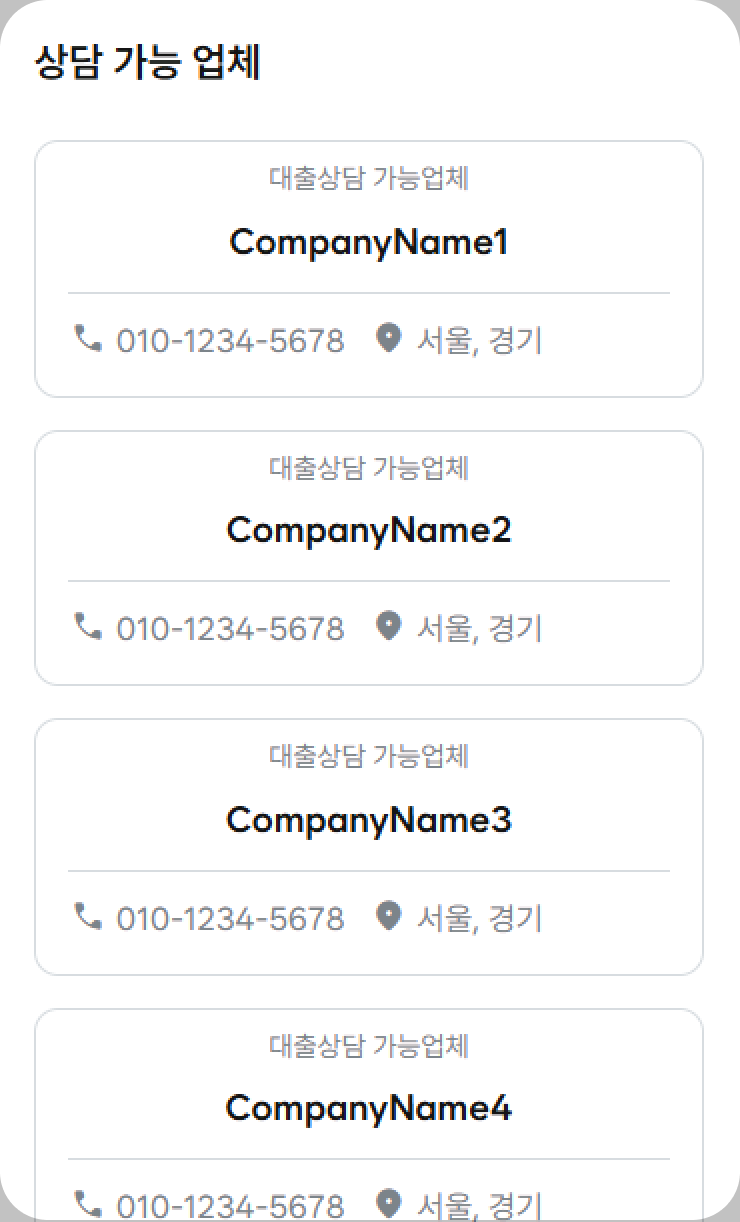 상담 가능 업체
대출상담 가능업체
CompanyName1
010-1234-5678 서울, 경기
대출상담 가능업체
CompanyName2
010-1234-5678 서울, 경기
대출상담 가능업체
CompanyName3
010-1234-5678 서울, 경기
대출상담 가능업체
CompanyName4
010-1234-5678 서울, 경기